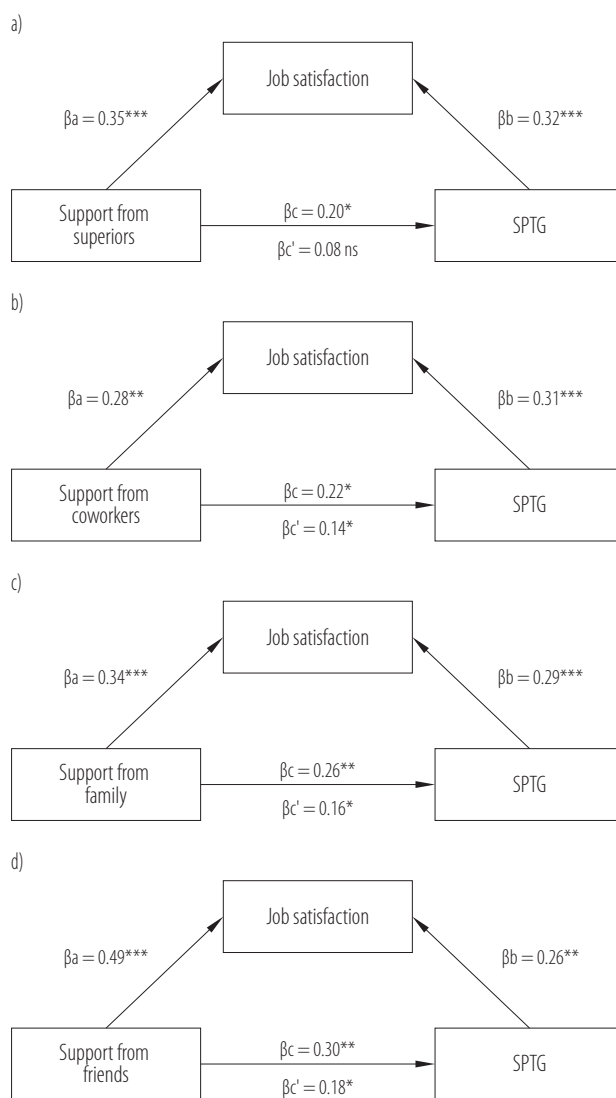 a)
Job satisfaction
βa = 0.35***
βb = 0.32***
Support from
superiors
βc = 0.20*
βc' = 0.08 ns
SPTG
b)
Job satisfaction
βa = 0.28**
βb = 0.31***
Support from
coworkers
βc = 0.22*
βc' = 0.14*
SPTG
c)
Job satisfaction
βa = 0.34***
βb = 0.29***
Support from
family
βc = 0.26**
βc' = 0.16*
SPTG
d)
Job satisfaction
βa = 0.49***
βb = 0.26**
Support from
friends
βc = 0.30**
βc' = 0.18*
SPTG